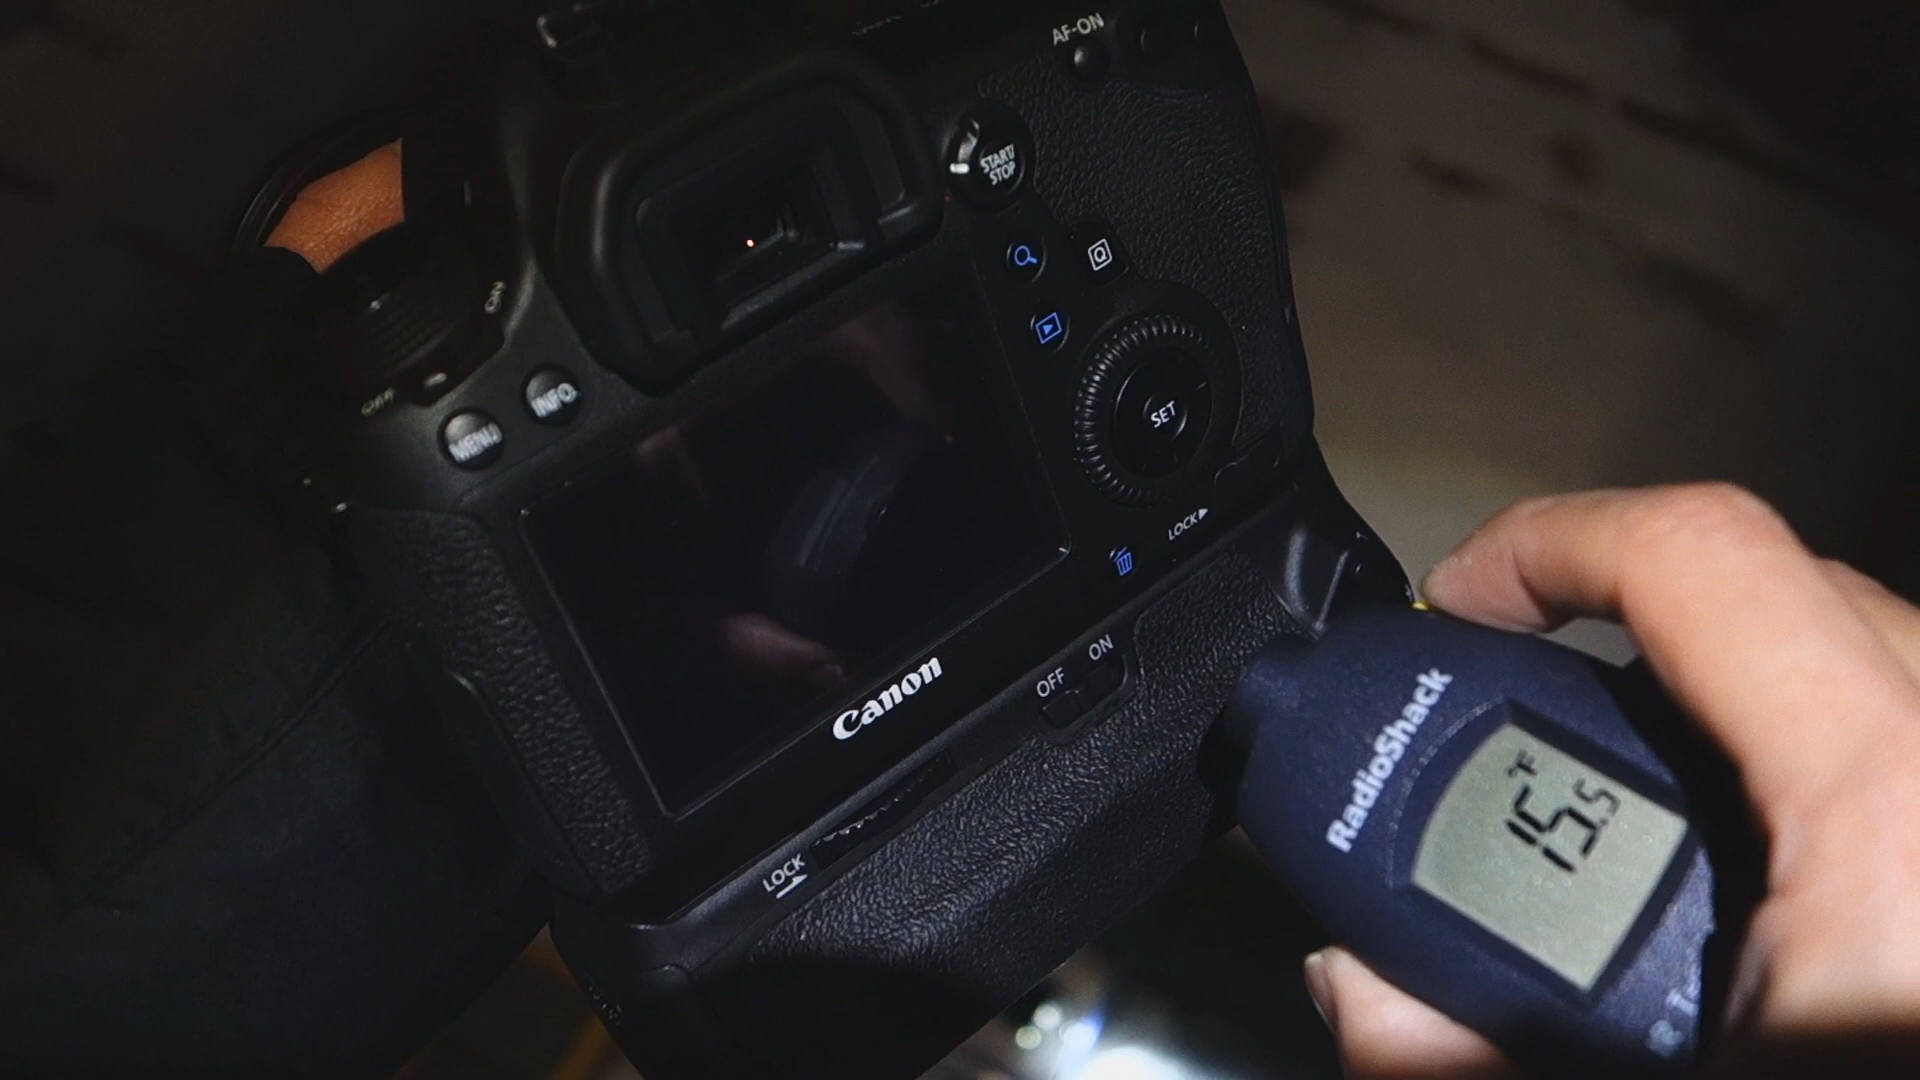 AF-ON
START/
STOP
Q
ON
OFF
INFO.
MENU
SET
LOCK
Canon
OFF ON
LOCK
RadioShack
°F
15.5